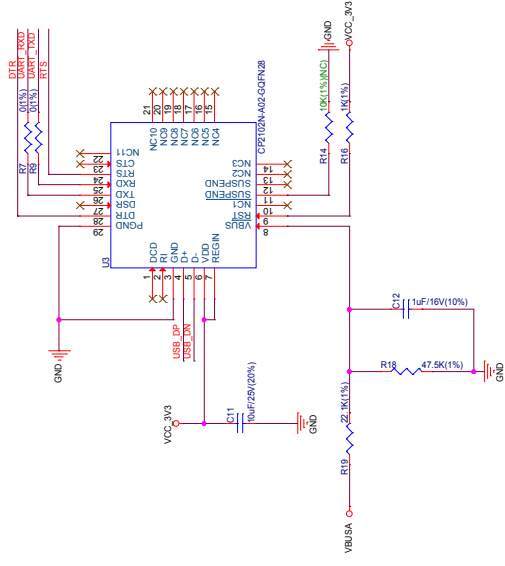 DTR
UART_RXD
UART_TXD
RTS
0(1%)
0(1%)
R7
R9
GND
VCC_3V3
10K(1%)(NC)
1K(1%)
R14
R16
CP2102N-A02-GQFN28
U3
21
20
19
18
17
16
15
NC10
NC9
NC8
NC7
NC6
NC5
NC4
NC11
22
CTS
23
RTS
24
RXD
25
TXD
26
DSR
27
DTR
28
PGND
29
NC3
NC2
14
SUSPEND
13
SUSPEND
12
NC1
11
RST
10
VBUS
9
8
DCD
RI
GND
D+
D-
VDD
REGIN
1
2
3
4
5
6
7
USB_DP
USB_DN
GND
VCC_3V3
C11
10uF/25V(20%)
GND
C12
1uF/16V(10%)
R18
47.5K(1%)
GND
22.1K(1%)
R19
VBUSA